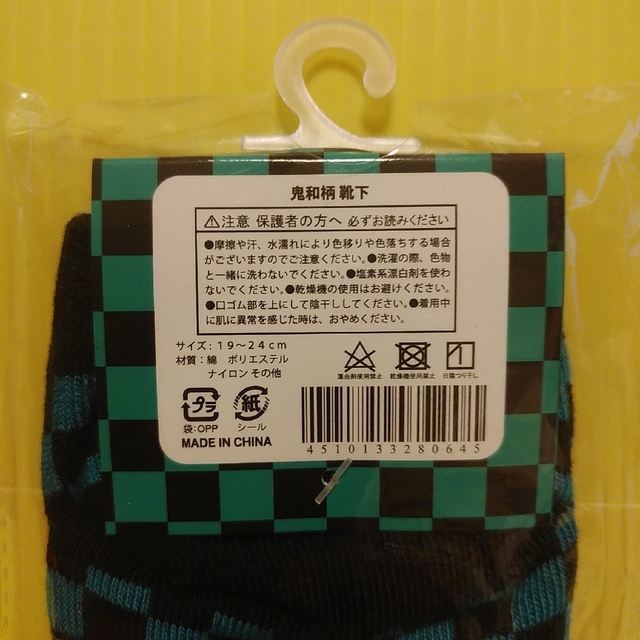 鬼和柄 靴下
⚠注意 保護者の方へ 必ずお読みください
●摩擦や汗、水濡れにより色移りや色落ちする場合
がございますのでご注意ください。●洗濯の際、色物
と一緒に洗わないでください。●塩素系漂白剤を使わ
ないでください。●乾燥機の使用はお避けください。
●口ゴム部を上にして陰干ししてください。●着用中
に肌に異常を感じた時は、おやめください。
サイズ：19～24cm
材質：綿 ポリエステル
ナイロン その他
塩素系
漂白剤使用禁止 乾燥機使用禁止 日陰つり干し
プラ 紙
袋:OPP シール
MADE IN CHINA
4510133280645